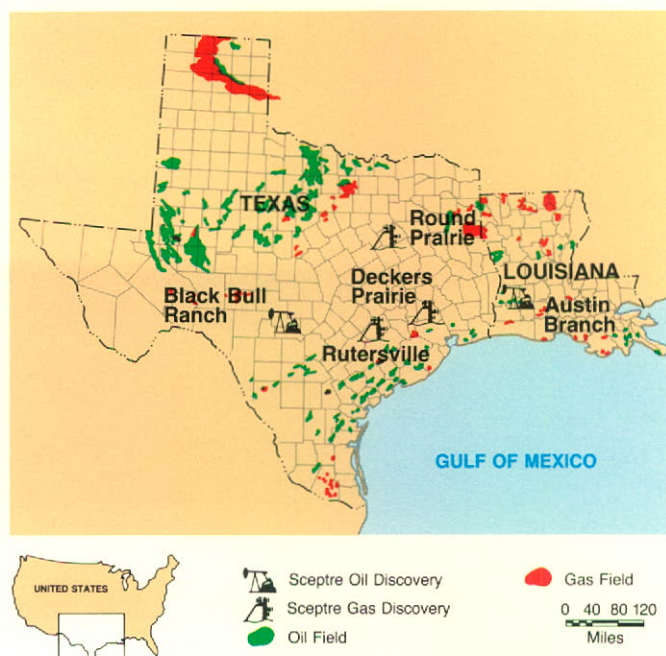 TEXAS
Round
Prairie
LOUISIANA
Deckers
Prairie
Black Bull
Ranch
Austin
Branch
Rutersville
GULF OF MEXICO
UNITED STATES
Sceptre Oil Discovery
Sceptre Gas Discovery
Oil Field
Gas Field
0 40 80 120
Miles